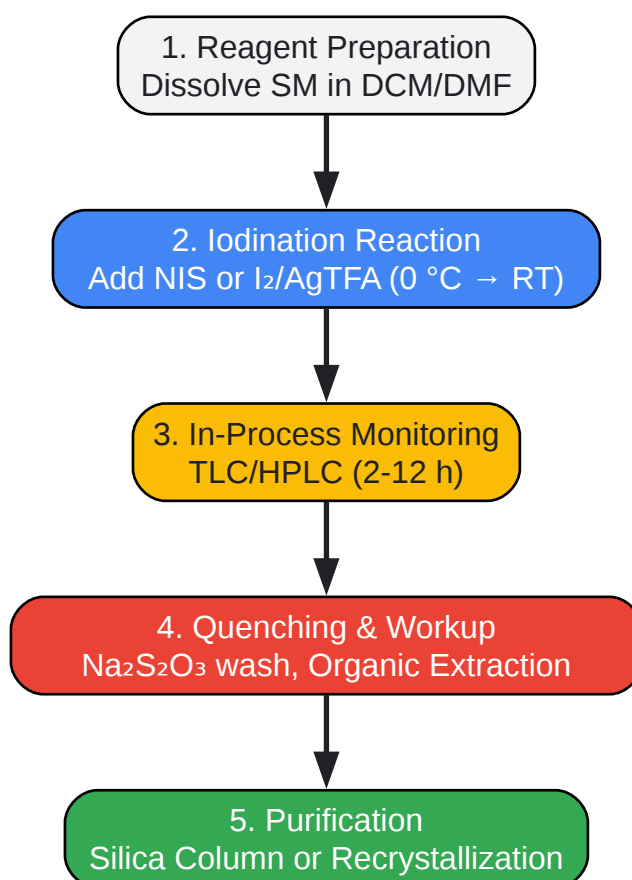 1. Reagent Preparation
Dissolve SM in DCM/DMF
2. Iodination Reaction
Add NIS or I₂/AgTFA (0 °C → RT)
3. In-Process Monitoring
TLC/HPLC (2-12 h)
4. Quenching & Workup
Na₂S₂O₃ wash, Organic Extraction
5. Purification
Silica Column or Recrystallization